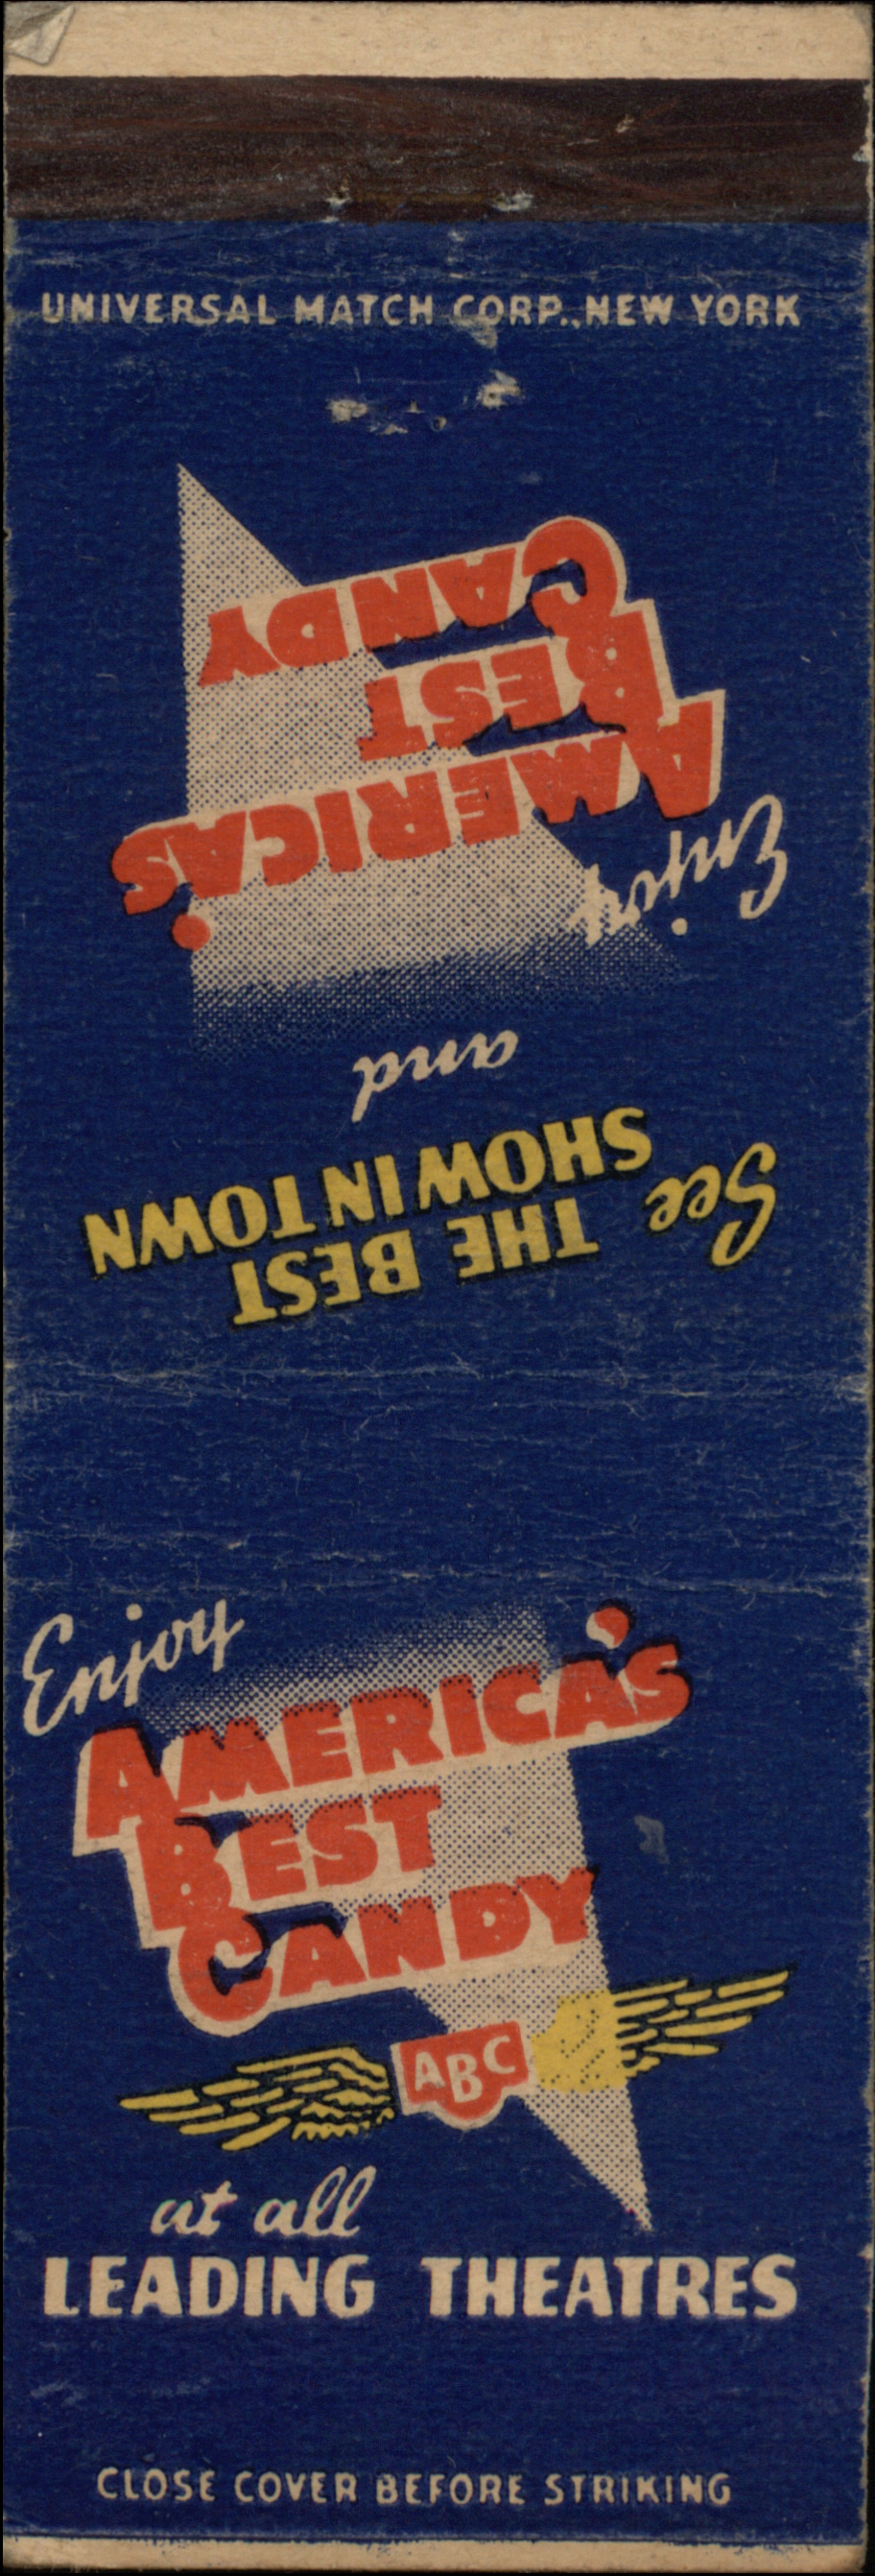 UNIVERSAL MATCH CORP., NEW YORK
See THE BEST
SHOW IN TOWN
and
Enjoy
AMERICA'S
BEST
CANDY
Enjoy
AMERICA'S
BEST
CANDY
ABC
at all
LEADING THEATRES
CLOSE COVER BEFORE STRIKING